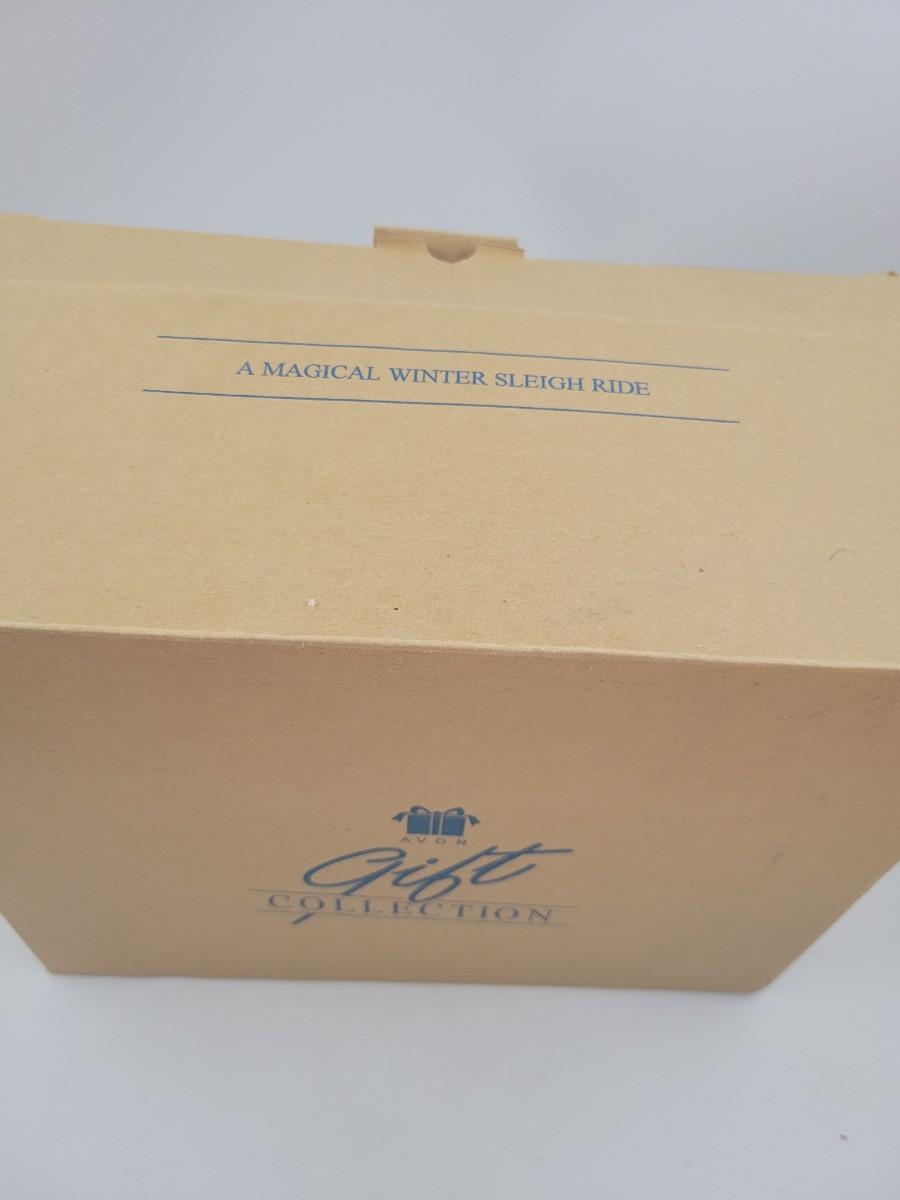 A MAGICAL WINTER SLEIGH RIDE
AVON
Gift
COLLECTION